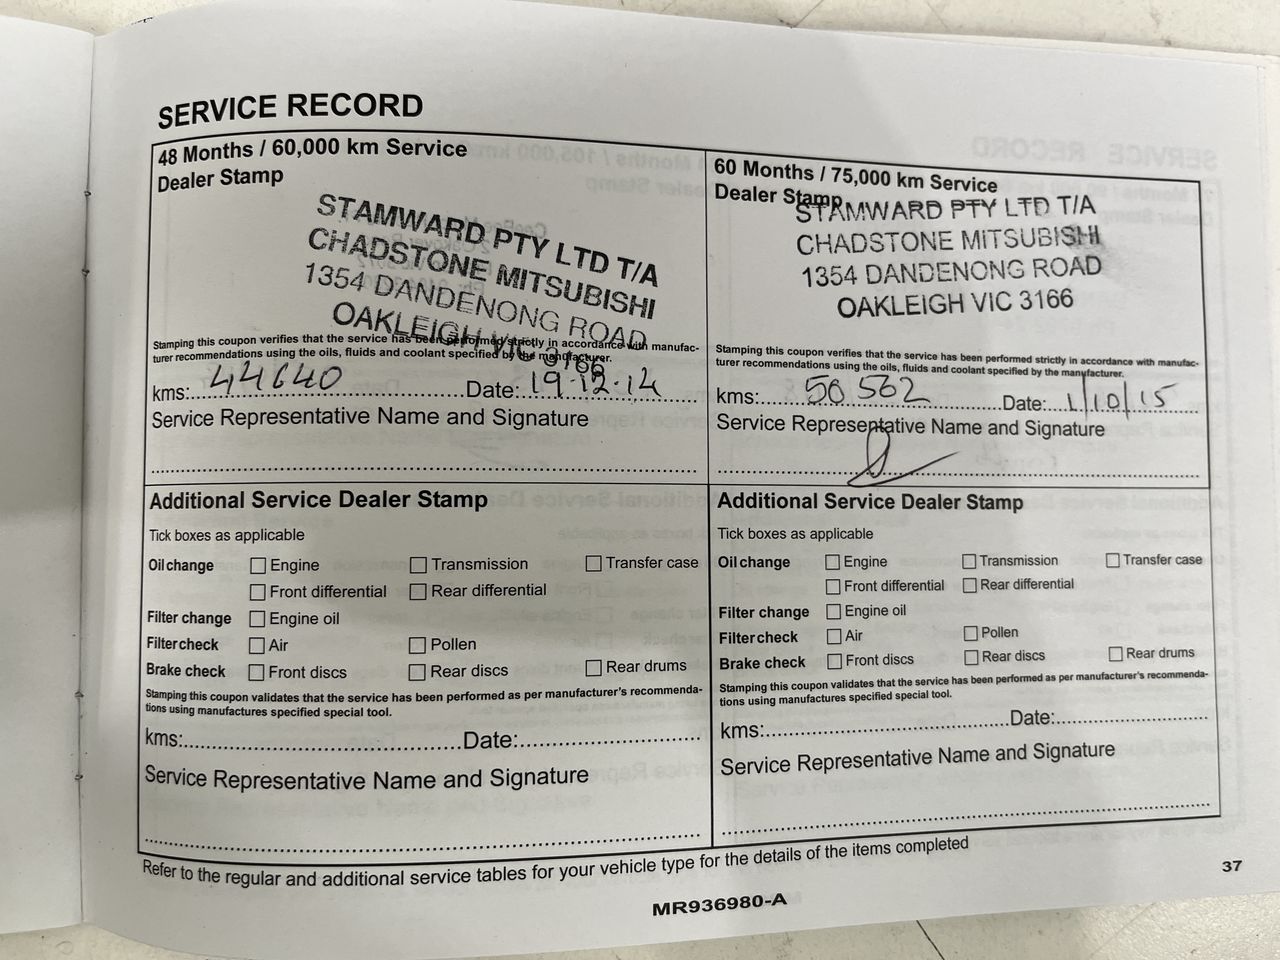 SERVICE RECORD
48 Months / 60,000 km Service
Dealer Stamp
STAMWARD PTY LTD T/A
CHADSTONE MITSUBISHI
1354 DANDENONG ROAD
OAKLEIGH VIC 3166
Stamping this coupon verifies that the service has been performed strictly in accordance with manufac-
turer recommendations using the oils, fluids and coolant specified by the manufacturer.
kms: 44640 Date: 19.12.14
Service Representative Name and Signature
Additional Service Dealer Stamp
Tick boxes as applicable
Oil change Engine Transmission Transfer case
Front differential Rear differential
Filter change Engine oil
Filter check Air Pollen
Brake check Front discs Rear discs Rear drums
Stamping this coupon validates that the service has been performed as per manufacturer's recommenda-
tions using manufactures specified special tool.
kms: Date:
Service Representative Name and Signature
60 Months / 75,000 km Service
Dealer Stamp
STAMWARD PTY LTD T/A
CHADSTONE MITSUBISHI
1354 DANDENONG ROAD
OAKLEIGH VIC 3166
Stamping this coupon verifies that the service has been performed strictly in accordance with manufac-
turer recommendations using the oils, fluids and coolant specified by the manufacturer.
kms: 50 562 Date: 1/10/15
Service Representative Name and Signature
Additional Service Dealer Stamp
Tick boxes as applicable
Oil change Engine Transmission Transfer case
Front differential Rear differential
Filter change Engine oil
Filter check Air Pollen
Brake check Front discs Rear discs Rear drums
Stamping this coupon validates that the service has been performed as per manufacturer's recommenda-
tions using manufactures specified special tool.
kms: Date:
Service Representative Name and Signature
Refer to the regular and additional service tables for your vehicle type for the details of the items completed
37
MR936980-A